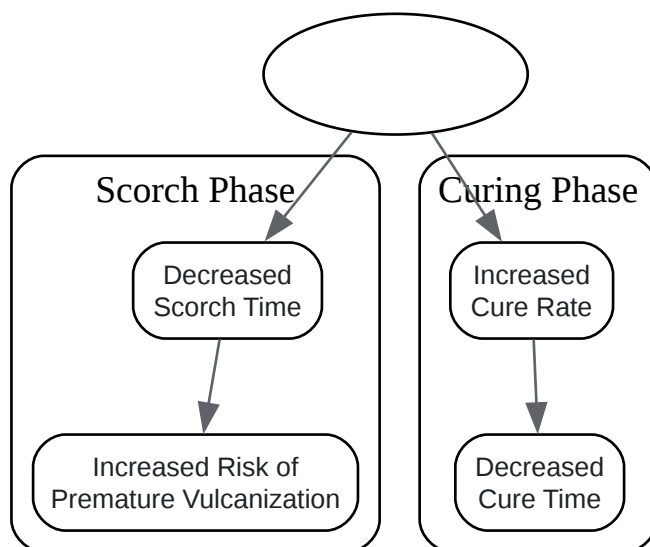 Scorch Phase
Curing Phase
Decreased
Scorch Time
Increased
Cure Rate
Increased Risk of
Premature Vulcanization
Decreased
Cure Time